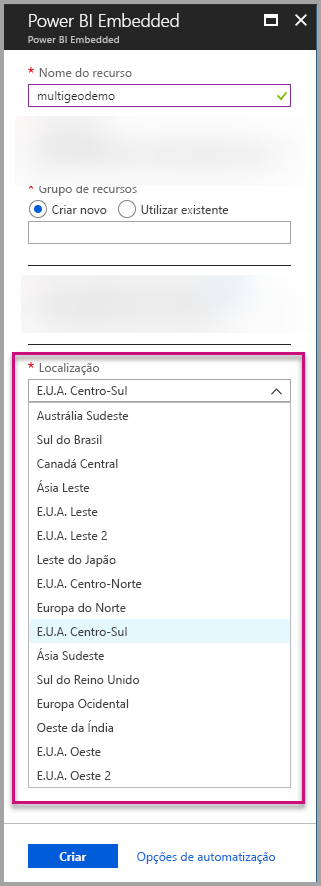 Power BI Embedded
Power BI Embedded
* Nome do recurso
multigeodemo
* Grupo de recursos
Criar novo
Utilizar existente
* Localização
E.U.A. Centro-Sul
Austrália Sudeste
Sul do Brasil
Canadá Central
Ásia Leste
E.U.A. Leste
E.U.A. Leste 2
Leste do Japão
E.U.A. Centro-Norte
Europa do Norte
E.U.A. Centro-Sul
Ásia Sudeste
Sul do Reino Unido
Europa Ocidental
Oeste da Índia
E.U.A. Oeste
E.U.A. Oeste 2
Criar
Opções de automatização